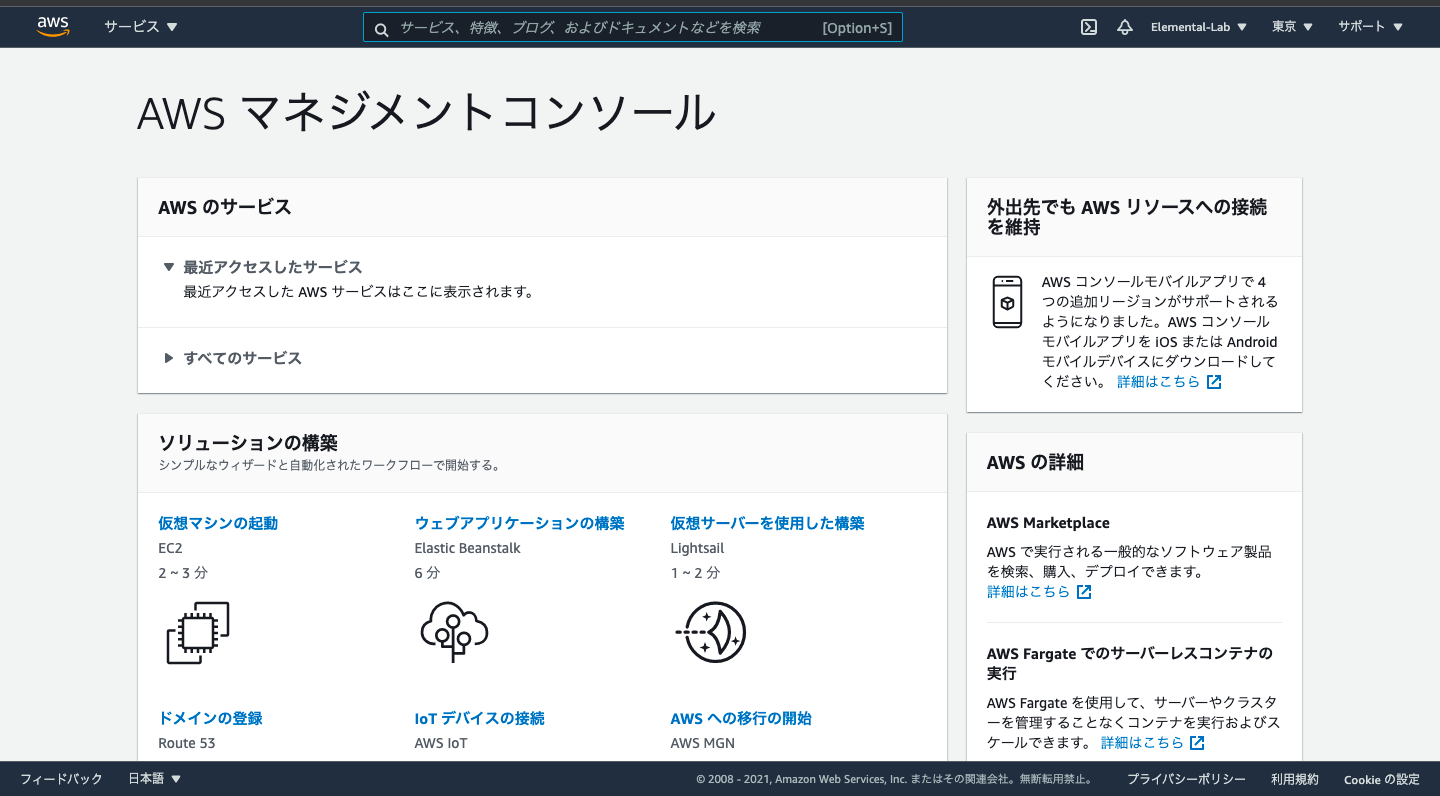 aws
サービス
サービス、特徴、ブログ、およびドキュメントなどを検索
[Option+S]
Elemental-Lab
東京
サポート
AWS マネジメントコンソール
AWS のサービス
最近アクセスしたサービス
最近アクセスした AWS サービスはここに表示されます。
すべてのサービス
ソリューションの構築
シンプルなウィザードと自動化されたワークフローで開始する。
仮想マシンの起動
EC2
2 ~ 3 分
ウェブアプリケーションの構築
Elastic Beanstalk
6 分
仮想サーバーを使用した構築
Lightsail
1 ~ 2 分
ドメインの登録
Route 53
IoT デバイスの接続
AWS IoT
AWS への移行の開始
AWS MGN
外出先でも AWS リソースへの接続
を維持
AWS コンソールモバイルアプリで 4
つの追加リージョンがサポートされる
ようになりました。AWS コンソール
モバイルアプリを iOS または Android
モバイルデバイスにダウンロードして
ください。 詳細はこちら
AWS の詳細
AWS Marketplace
AWS で実行される一般的なソフトウェア製品
を検索、購入、デプロイできます。
詳細はこちら
AWS Fargate でのサーバーレスコンテナの
実行
AWS Fargate を使用して、サーバーやクラスタ
ーを管理することなくコンテナを実行およびス
ケールできます。 詳細はこちら
フィードバック
日本語
© 2008 - 2021, Amazon Web Services, Inc. またはその関連会社。無断転用禁止。
プライバシーポリシー
利用規約
Cookie の設定